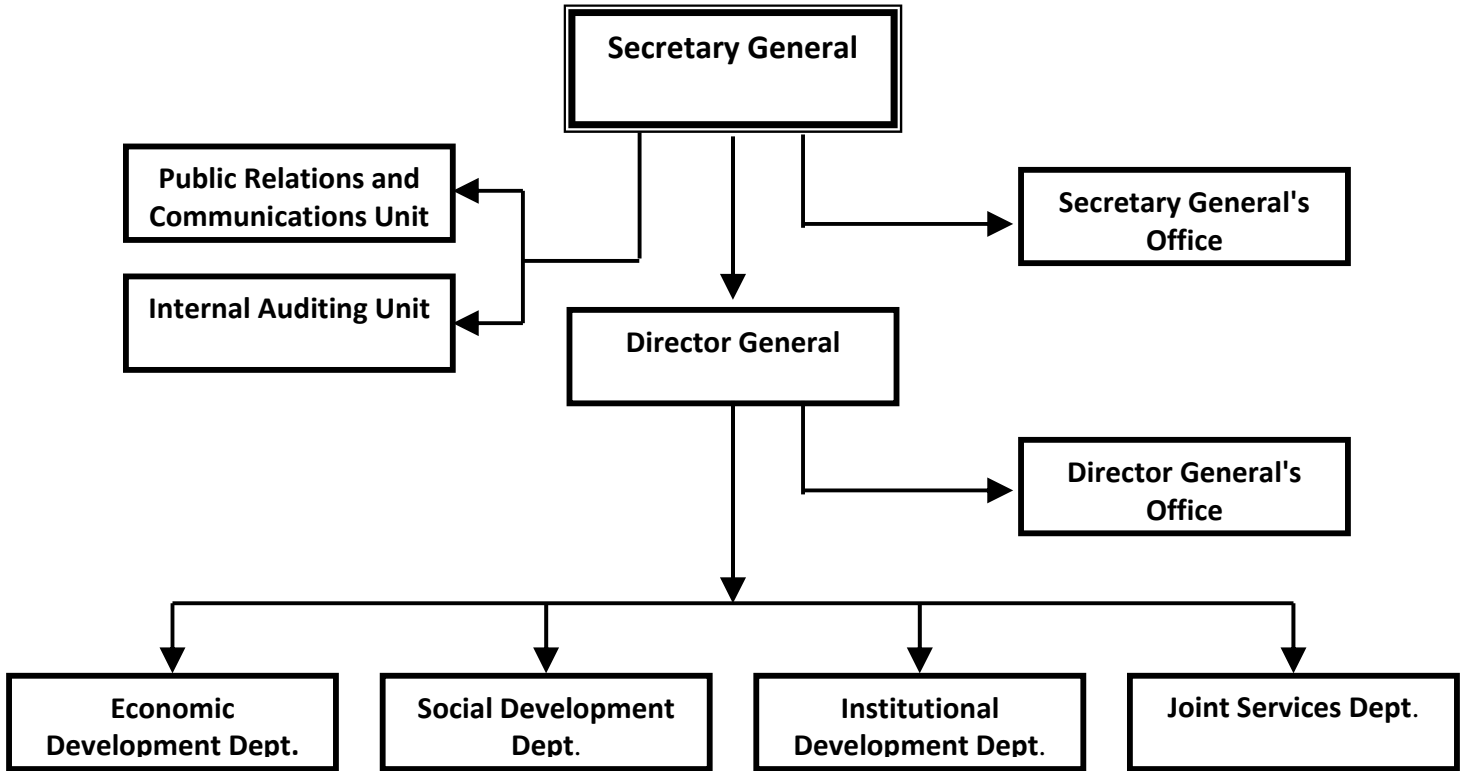 Secretary General
Public Relations and
Communications Unit
Secretary General's
Office
Internal Auditing Unit
Director General
Director General's
Office
Economic
Development Dept.
Social Development
Dept.
Institutional
Development Dept.
Joint Services Dept.